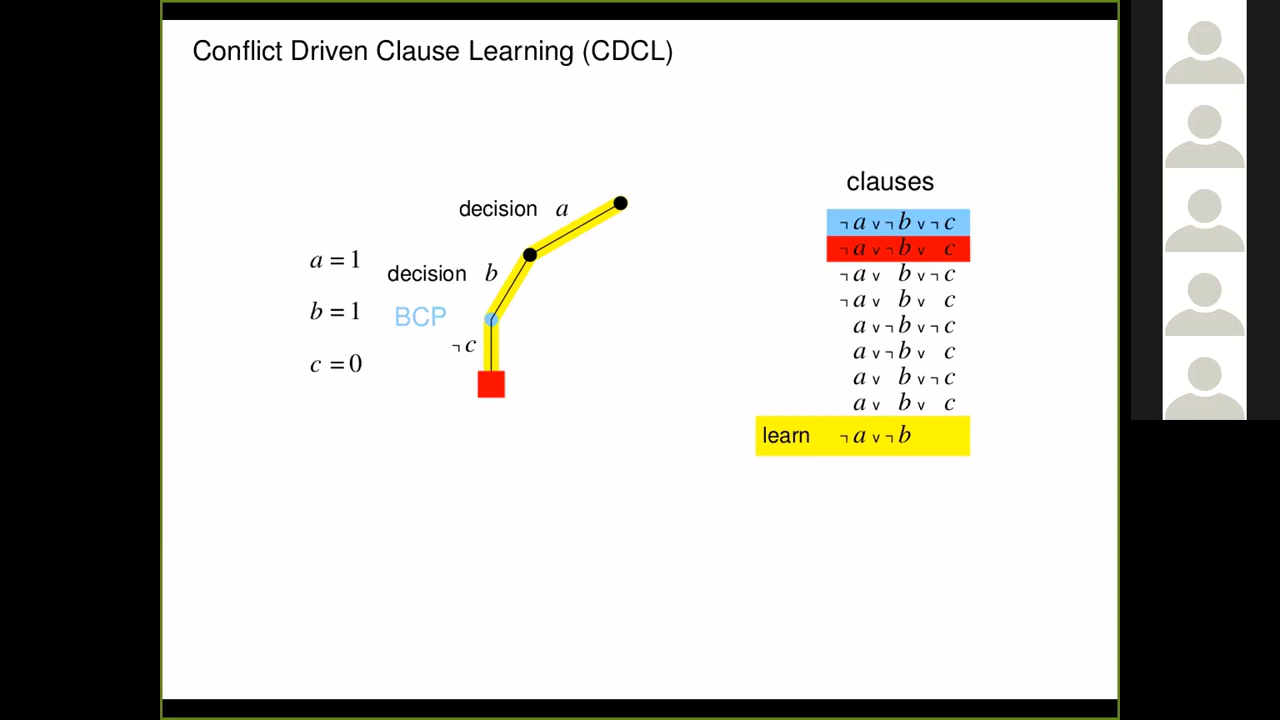 Conflict Driven Clause Learning (CDCL)
clauses
decision a
a = 1
decision b
b = 1
BCP
¬ c
c = 0
¬ a ∨ ¬ b ∨ ¬ c
¬ a ∨ ¬ b ∨ c
¬ a ∨ b ∨ ¬ c
¬ a ∨ b ∨ c
a ∨ ¬ b ∨ ¬ c
a ∨ ¬ b ∨ c
a ∨ b ∨ ¬ c
a ∨ b ∨ c
learn ¬ a ∨ ¬ b